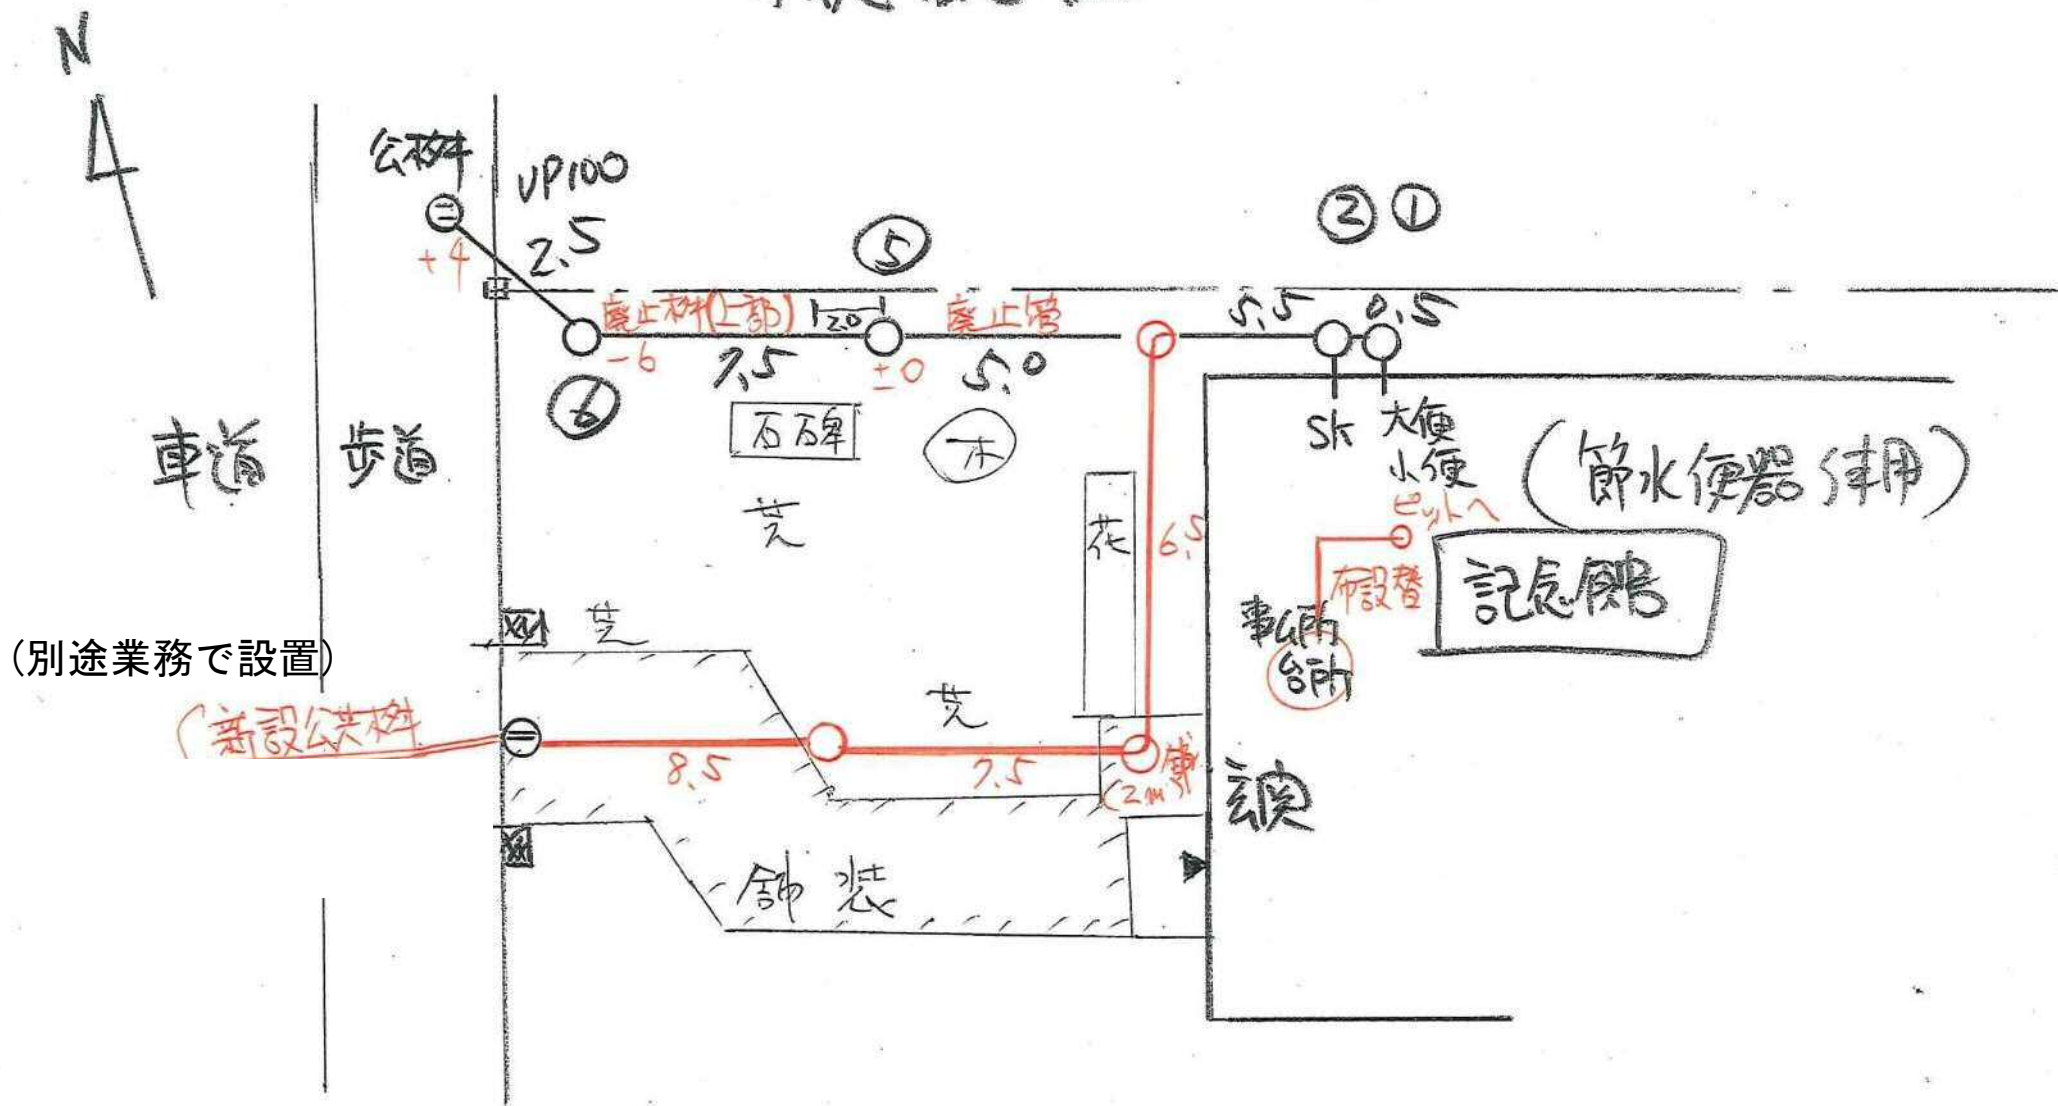 N
公桝
VP100
2.5
+4
⑤
② ①
廃止桝(上部)
2.0
廃止管
5.5
0.5
-6
7.5
±0
5.0
⑥
石碑
木
SK
大便
小便
(節水便器使用)
車道
歩道
芝
花
6.5
ピットへ
布設替
記念館
事ム所
台所
芝
(別途業務で設置)
芝
新設公共桝
8.5
7.5
(2m)
玄関
舗装